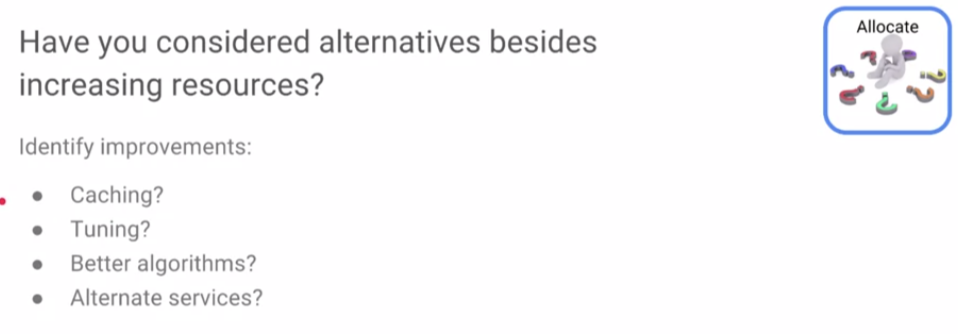 Have you considered alternatives besides
increasing resources?
Allocate
Identify improvements:
● Caching?
● Tuning?
● Better algorithms?
● Alternate services?